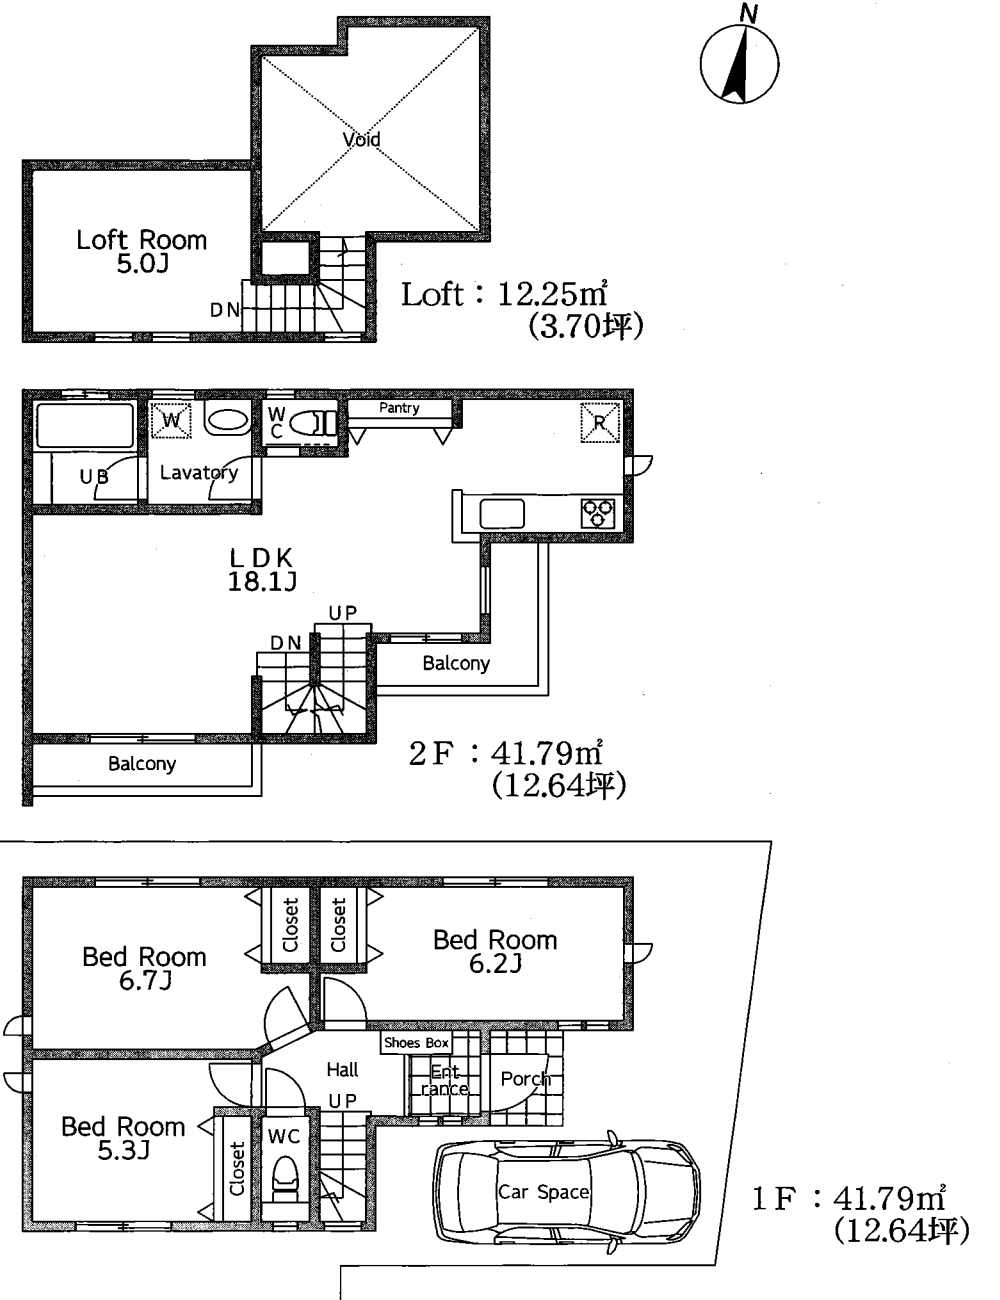 N
Void
Loft Room
5.0J
DN
Loft : 12.25㎡
(3.70坪)
W
C
Pantry
W
R
UB
Lavatory
LDK
18.1J
UP
DN
Balcony
2F : 41.79㎡
(12.64坪)
Balcony
Closet
Closet
Bed Room
6.7J
Bed Room
6.2J
Shoes Box
Hall
Ent
rance
Porch
UP
Bed Room
5.3J
WC
Closet
Car Space
1F : 41.79㎡
(12.64坪)